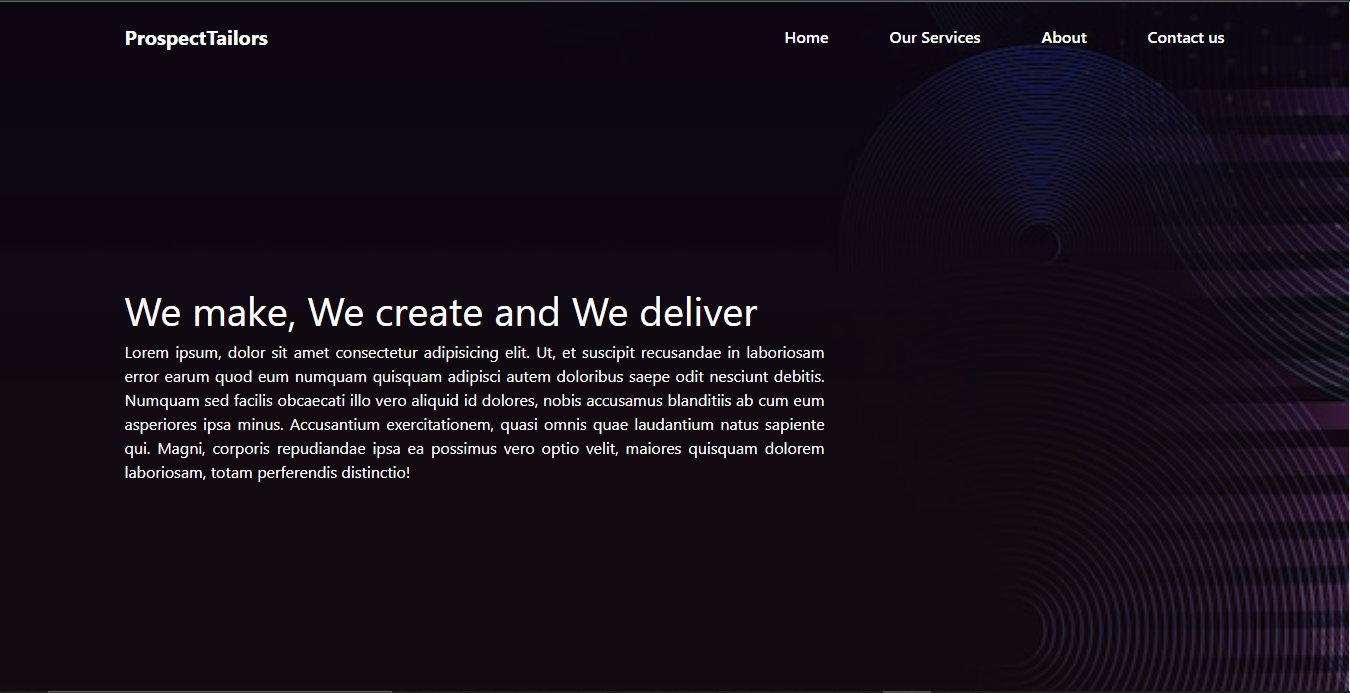 ProspectTailors
Home
Our Services
About
Contact us
We make, We create and We deliver
Lorem ipsum, dolor sit amet consectetur adipisicing elit. Ut, et suscipit recusandae in laboriosam
error earum quod eum numquam quisquam adipisci autem doloribus saepe odit nesciunt debitis.
Numquam sed facilis obcaecati illo vero aliquid id dolores, nobis accusamus blanditiis ab cum eum
asperiores ipsa minus. Accusantium exercitationem, quasi omnis quae laudantium natus sapiente
qui. Magni, corporis repudiandae ipsa ea possimus vero optio velit, maiores quisquam dolorem
laboriosam, totam perferendis distinctio!